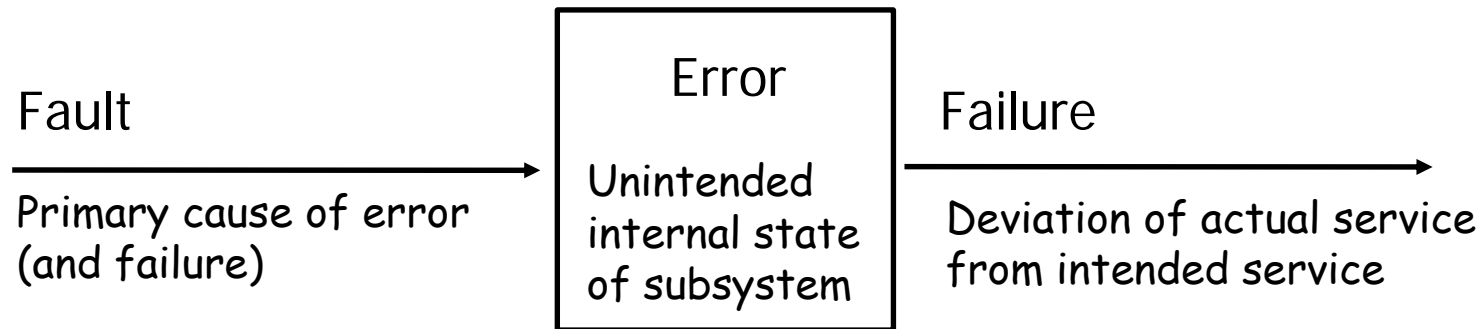 Fault
Primary cause of error
(and failure)
Error
Unintended
internal state
of subsystem
Failure
Deviation of actual service
from intended service